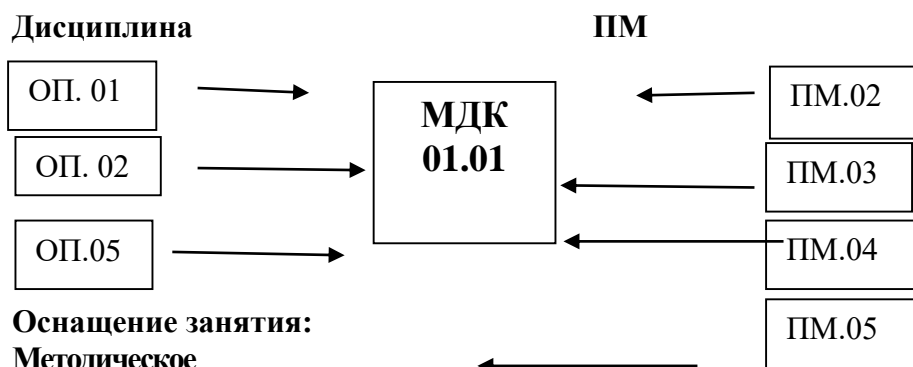 Дисциплина
ПМ
ОП. 01
МДК
01.01
ПМ.02
ОП. 02
ПМ.03
ОП.05
ПМ.04
Оснащение занятия:
ПМ.05
Методическое